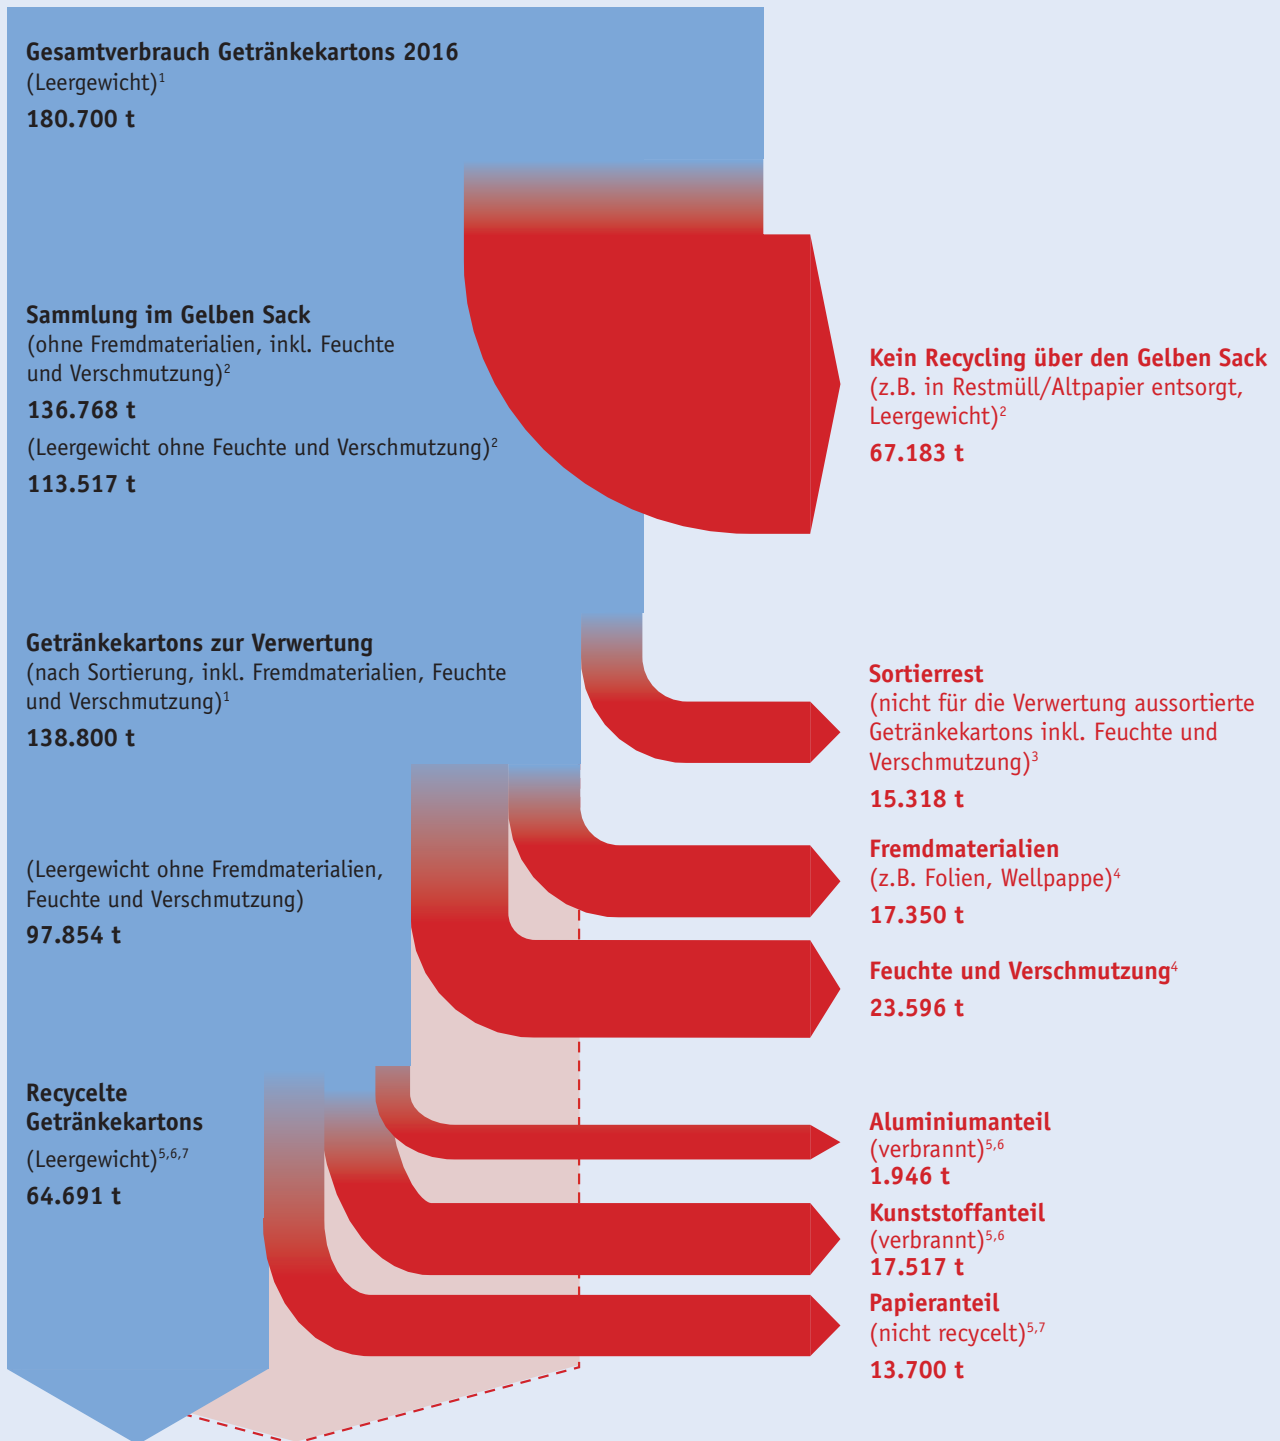 Gesamtverbrauch Getränkekartons 2016
(Leergewicht)¹
180.700 t
Sammlung im Gelben Sack
(ohne Fremdmaterialien, inkl. Feuchte
und Verschmutzung)²
136.768 t
(Leergewicht ohne Feuchte und Verschmutzung)²
113.517 t
Kein Recycling über den Gelben Sack
(z.B. in Restmüll/Altpapier entsorgt,
Leergewicht)²
67.183 t
Getränkekartons zur Verwertung
(nach Sortierung, inkl. Fremdmaterialien, Feuchte
und Verschmutzung)¹
138.800 t
Sortierrest
(nicht für die Verwertung aussortierte
Getränkekartons inkl. Feuchte und
Verschmutzung)³
15.318 t
Fremdmaterialien
(z.B. Folien, Wellpappe)⁴
17.350 t
(Leergewicht ohne Fremdmaterialien,
Feuchte und Verschmutzung)
97.854 t
Feuchte und Verschmutzung⁴
23.596 t
Recycelte
Getränkekartons
(Leergewicht)⁵,⁶,⁷
64.691 t
Aluminiumanteil
(verbrannt)⁵,⁶
1.946 t
Kunststoffanteil
(verbrannt)⁵,⁶
17.517 t
Papieranteil
(nicht recycelt)⁵,⁷
13.700 t